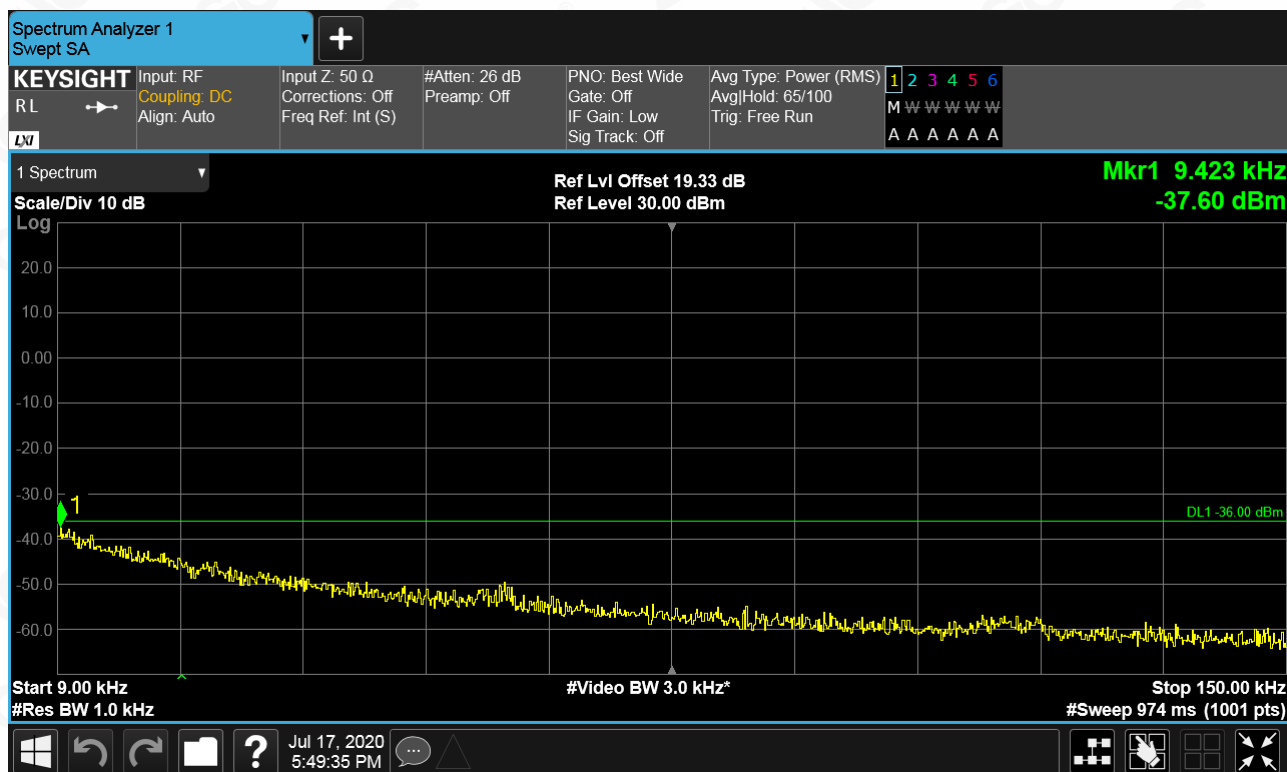 Spectrum Analyzer 1
Swept SA
KEYSIGHT
R L
LXI
Input: RF
Coupling: DC
Align: Auto
Input Z: 50 Ω
Corrections: Off
Freq Ref: Int (S)
#Atten: 26 dB
Preamp: Off
PNO: Best Wide
Gate: Off
IF Gain: Low
Sig Track: Off
Avg Type: Power (RMS)
Avg|Hold: 65/100
Trig: Free Run
1 2 3 4 5 6
M W W W W W
A A A A A A
1 Spectrum
Scale/Div 10 dB
Ref Lvl Offset 19.33 dB
Ref Level 30.00 dBm
Mkr1 9.423 kHz
-37.60 dBm
Log
20.0
10.0
0.00
-10.0
-20.0
-30.0
1
DL1 -36.00 dBm
-40.0
-50.0
-60.0
Start 9.00 kHz
#Res BW 1.0 kHz
#Video BW 3.0 kHz*
Stop 150.00 kHz
#Sweep 974 ms (1001 pts)
?
Jul 17, 2020
5:49:35 PM